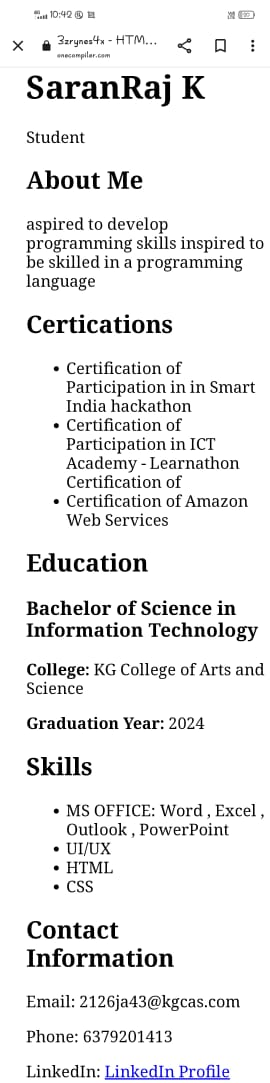 10:42
3zrynes4x - HTM...
onecompiler.com
SaranRaj K
Student
About Me
aspired to develop
programming skills inspired to
be skilled in a programming
language
Certications
• Certification of
Participation in in Smart
India hackathon
• Certification of
Participation in ICT
Academy - Learnathon
Certification of
• Certification of Amazon
Web Services
Education
Bachelor of Science in
Information Technology
College: KG College of Arts and
Science
Graduation Year: 2024
Skills
• MS OFFICE: Word , Excel ,
Outlook , PowerPoint
• UI/UX
• HTML
• CSS
Contact
Information
Email: 2126ja43@kgcas.com
Phone: 6379201413
LinkedIn: LinkedIn Profile